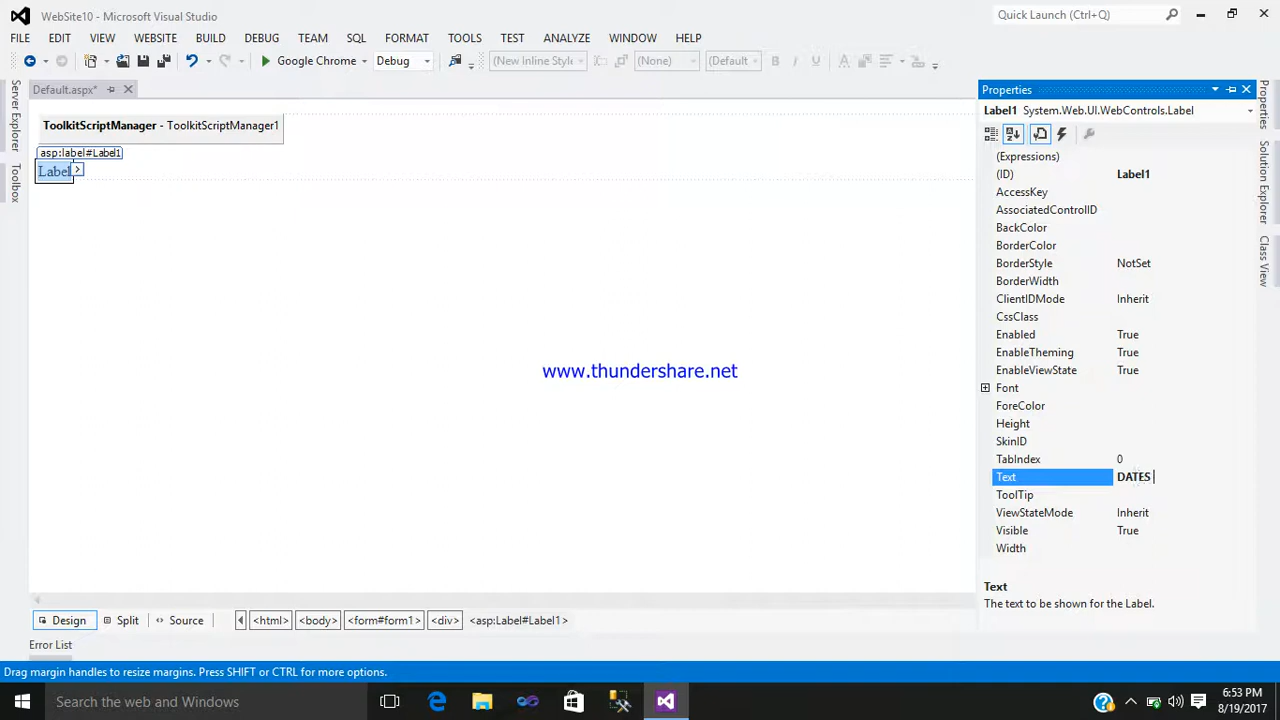 WebSite10 - Microsoft Visual Studio
Quick Launch (Ctrl+Q)
FILE EDIT VIEW WEBSITE BUILD DEBUG TEAM SQL FORMAT TOOLS TEST ANALYZE WINDOW HELP
Google Chrome Debug (New Inline Style (None) (Default B I U A
Default.aspx*
Server Explorer
Toolbox
ToolkitScriptManager - ToolkitScriptManager1
asp:label#Label1
Label
www.thundershare.net
Properties
Label1 System.Web.UI.WebControls.Label
(Expressions)
(ID) Label1
AccessKey
AssociatedControlID
BackColor
BorderColor
BorderStyle NotSet
BorderWidth
ClientIDMode Inherit
CssClass
Enabled True
EnableTheming True
EnableViewState True
Font
ForeColor
Height
SkinID
TabIndex 0
Text DATES
ToolTip
ViewStateMode Inherit
Visible True
Width
Text
The text to be shown for the Label.
Properties
Solution Explorer
Class View
Design Split Source <html> <body> <form#form1> <div> <asp:Label#Label1>
Error List
Drag margin handles to resize margins. Press SHIFT or CTRL for more options.
Search the web and Windows
6:53 PM
8/19/2017